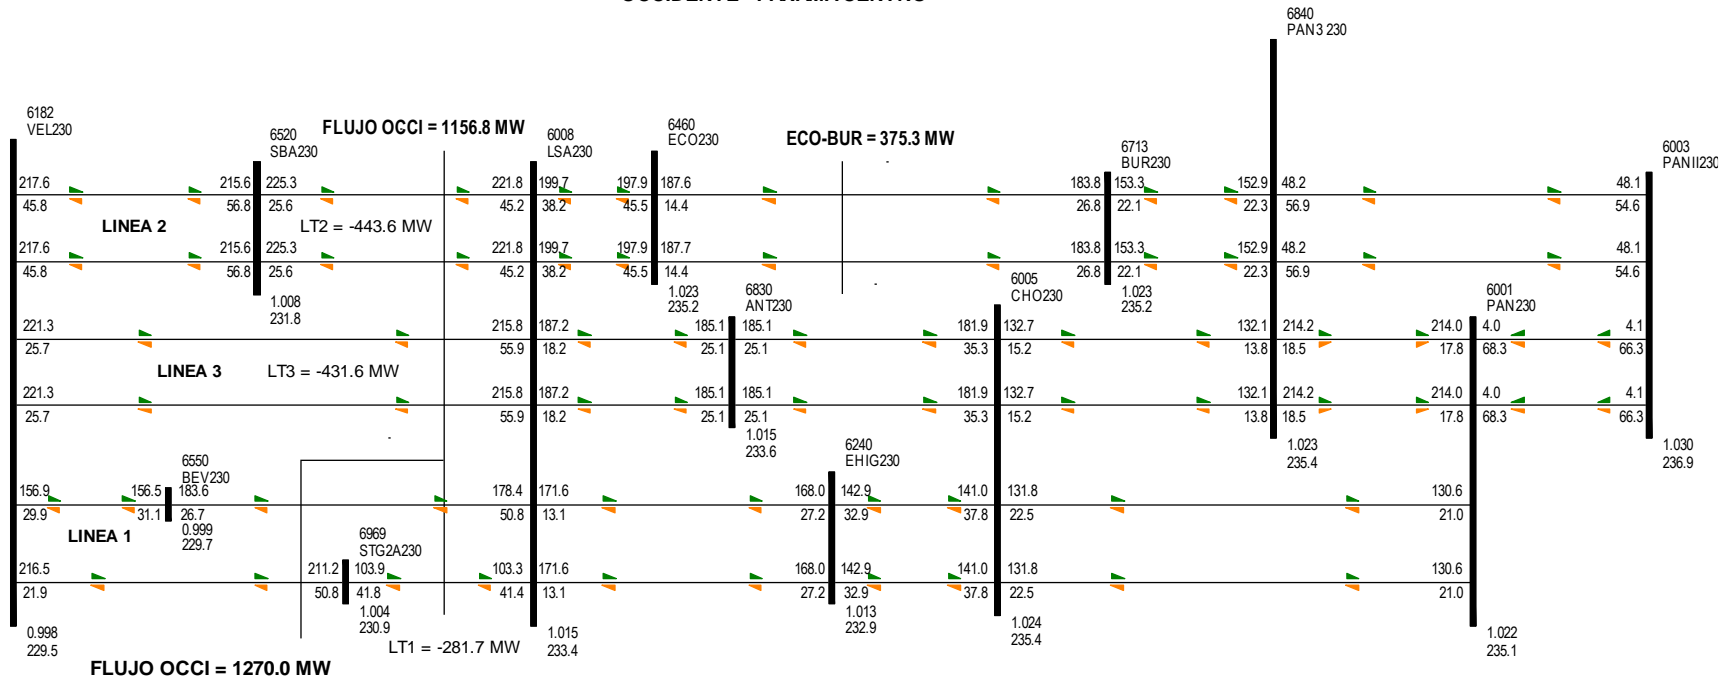 6840
PAN3 230
6182
VEL230
6520
SBA230
FLUJO OCCI = 1156.8 MW
6008
LSA230
6460
ECO230
ECO-BUR = 375.3 MW
6713
BUR230
6003
PANII230
217.6 215.6 225.3 221.8 199.7 197.9 187.6 183.8 153.3 152.9 48.2 48.1
45.8 56.8 25.6 45.2 38.2 45.5 14.4 26.8 22.1 22.3 56.9 54.6
LINEA 2 LT2 = -443.6 MW
217.6 215.6 225.3 221.8 199.7 197.9 187.7 183.8 153.3 152.9 48.2 48.1
45.8 56.8 25.6 45.2 38.2 45.5 14.4 26.8 22.1 22.3 56.9 54.6
1.008
231.8
1.023
235.2
6830
ANT230
6005
CHO230
1.023
235.2
6001
PAN230
221.3 215.8 187.2 185.1 185.1 181.9 132.7 132.1 214.2 214.0 4.0 4.1
25.7 55.9 18.2 25.1 25.1 35.3 15.2 13.8 18.5 17.8 68.3 66.3
LINEA 3 LT3 = -431.6 MW
221.3 215.8 187.2 185.1 185.1 181.9 132.7 132.1 214.2 214.0 4.0 4.1
25.7 55.9 18.2 25.1 25.1 35.3 15.2 13.8 18.5 17.8 68.3 66.3
1.015
233.6
1.023
235.4
1.030
236.9
6550
BEV230
6240
EHIG230
156.9 156.5 183.6 178.4 171.6 168.0 142.9 141.0 131.8 130.6
29.9 31.1 26.7 50.8 13.1 27.2 32.9 37.8 22.5 21.0
0.999
229.7
LINEA 1
6969
STG2A230
216.5 211.2 103.9 103.3 171.6 168.0 142.9 141.0 131.8 130.6
21.9 50.8 41.8 41.4 13.1 27.2 32.9 37.8 22.5 21.0
1.004
230.9
1.013
232.9
1.024
235.4
0.998
229.5
LT1 = -281.7 MW
1.015
233.4
1.022
235.1
FLUJO OCCI = 1270.0 MW